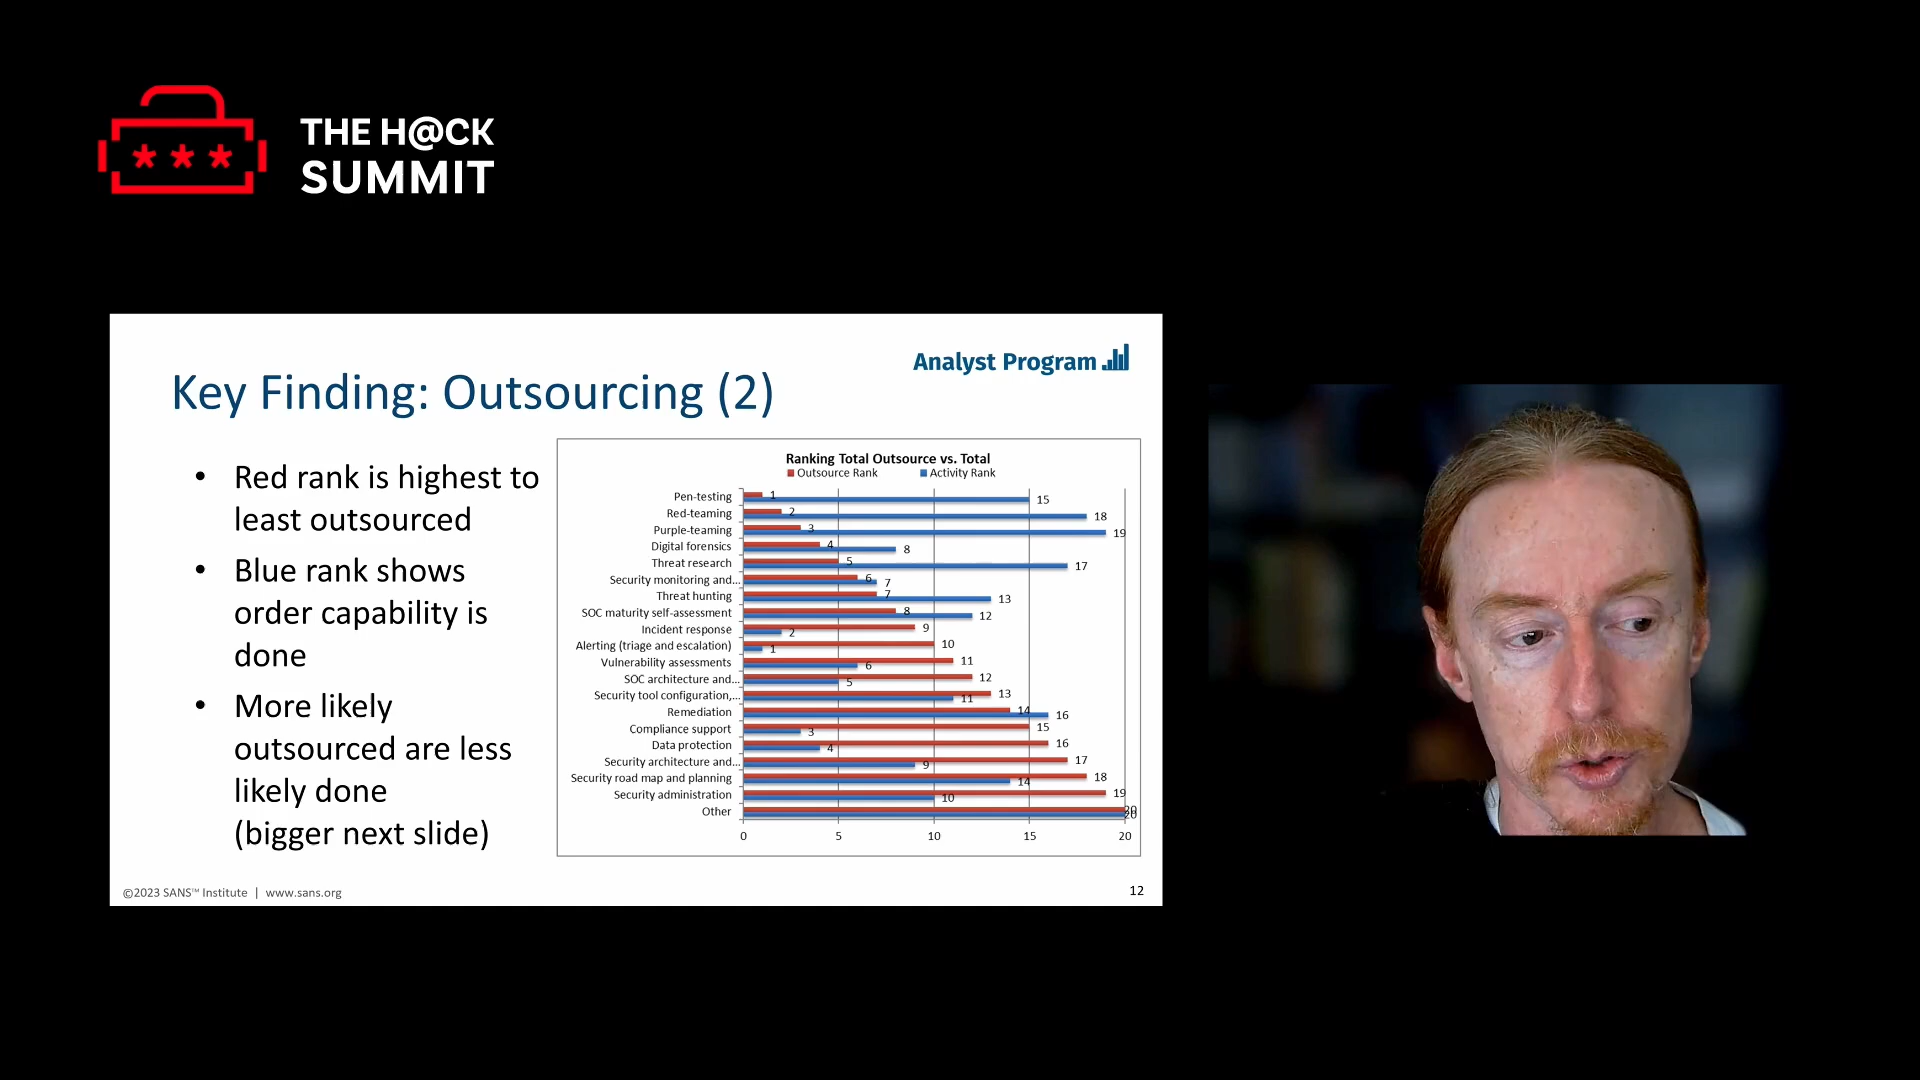 ***
THE H@CK
SUMMIT
Analyst Program
Key Finding: Outsourcing (2)
• Red rank is highest to
least outsourced
• Blue rank shows
order capability is
done
• More likely
outsourced are less
likely done
(bigger next slide)
Ranking Total Outsource vs. Total
Outsource Rank Activity Rank
Pen-testing 1 15
Red-teaming 2 18
Purple-teaming 3 19
Digital forensics 4 8
Threat research 5 17
Security monitoring and... 6 7
Threat hunting 7 13
SOC maturity self-assessment 8 12
Incident response 9 2
Alerting (triage and escalation) 10 1
Vulnerability assessments 11 6
SOC architecture and... 12 5
Security tool configuration,... 13 11
Remediation 14 16
Compliance support 15 3
Data protection 16 4
Security architecture and... 17 9
Security road map and planning 18 14
Security administration 19 10
Other 20 20
0 5 10 15 20
©2023 SANS™ Institute | www.sans.org
12